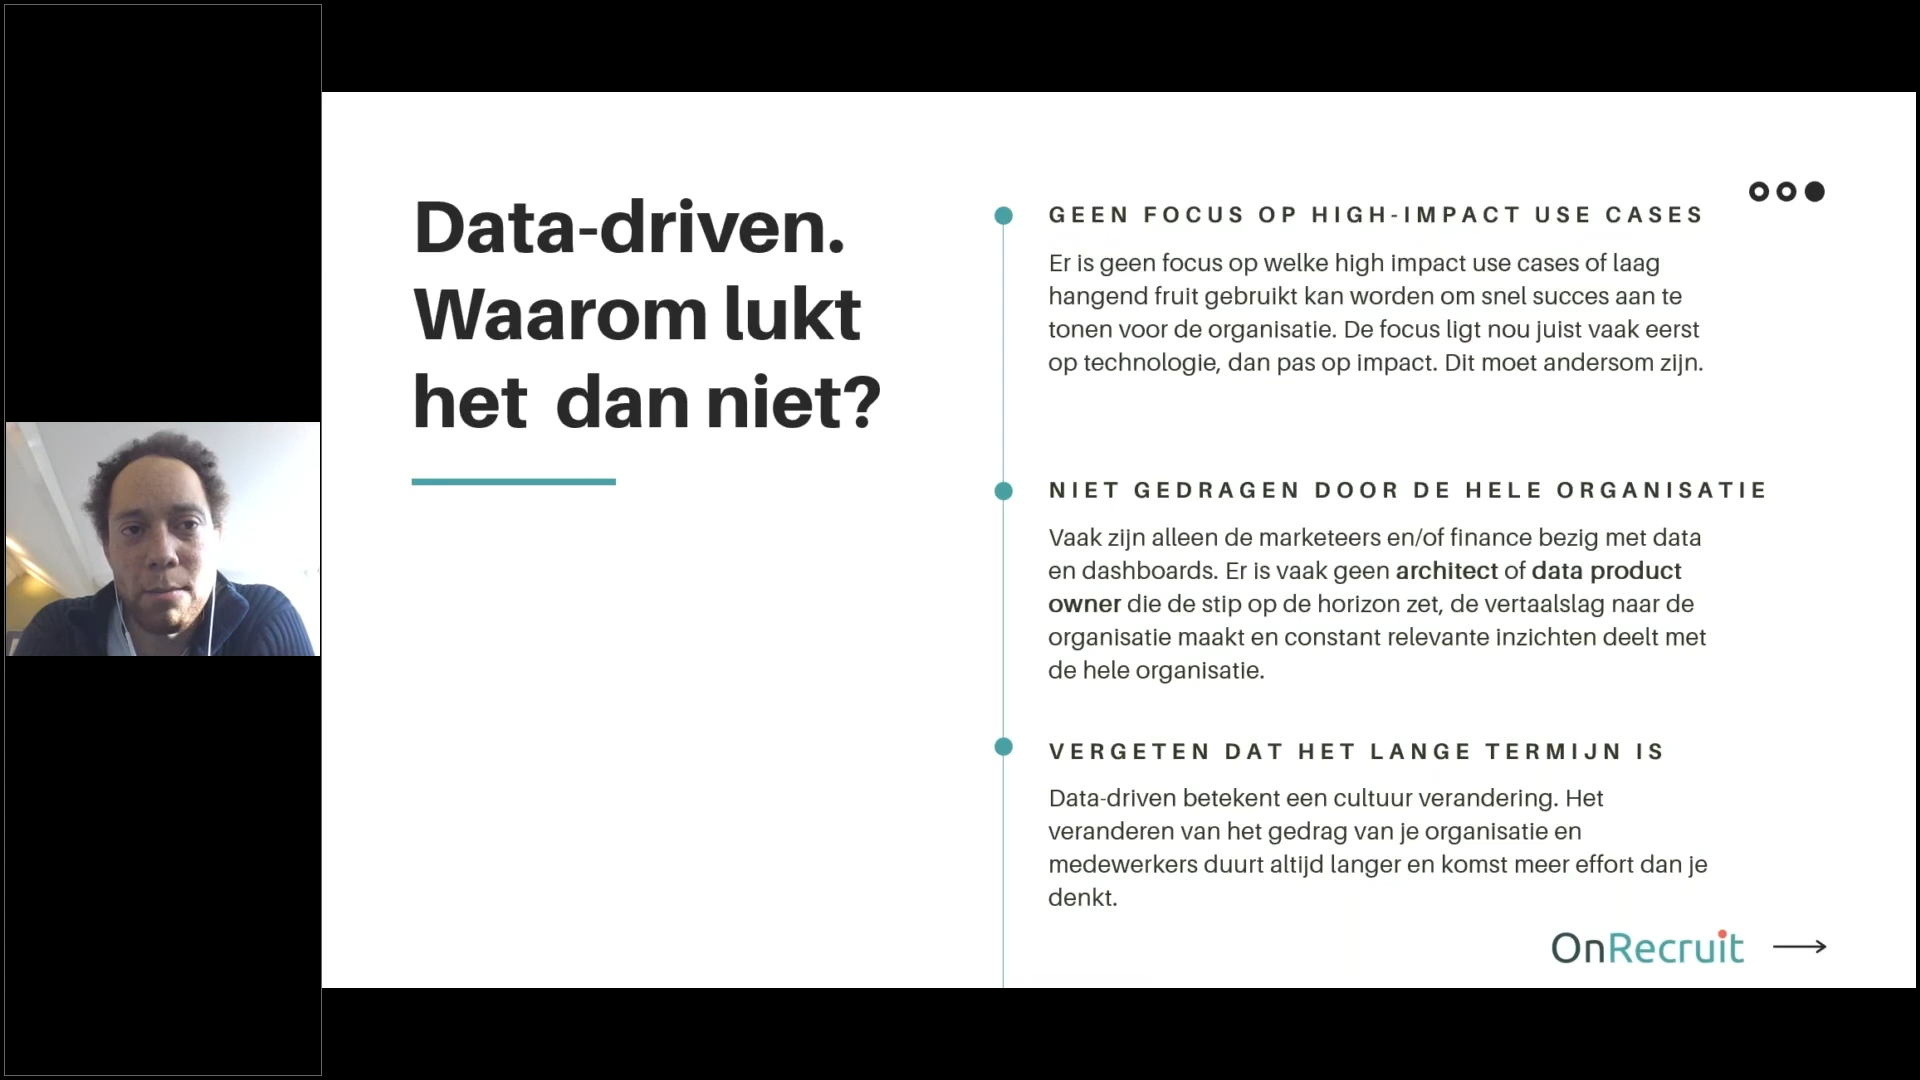 Data-driven.
Waarom lukt
het dan niet?
GEEN FOCUS OP HIGH-IMPACT USE CASES
Er is geen focus op welke high impact use cases of laag
hangend fruit gebruikt kan worden om snel succes aan te
tonen voor de organisatie. De focus ligt nou juist vaak eerst
op technologie, dan pas op impact. Dit moet andersom zijn.
NIET GEDRAGEN DOOR DE HELE ORGANISATIE
Vaak zijn alleen de marketeers en/of finance bezig met data
en dashboards. Er is vaak geen architect of data product
owner die de stip op de horizon zet, de vertaalslag naar de
organisatie maakt en constant relevante inzichten deelt met
de hele organisatie.
VERGETEN DAT HET LANGE TERMIJN IS
Data-driven betekent een cultuur verandering. Het
veranderen van het gedrag van je organisatie en
medewerkers duurt altijd langer en komst meer effort dan je
denkt.
OnRecruit